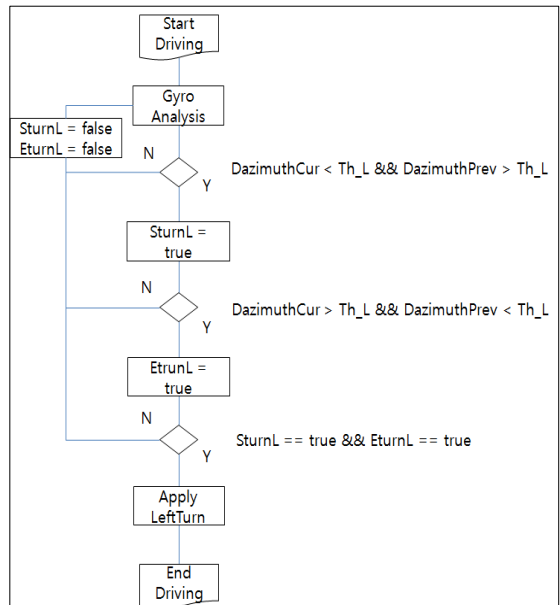 Start
Driving
Gyro
Analysis
SturnL = false
EturnL = false
N
Y
DazimuthCur < Th_L && DazimuthPrev > Th_L
SturnL =
true
N
Y
DazimuthCur > Th_L && DazimuthPrev < Th_L
EtrunL =
true
N
Y
SturnL == true && EturnL == true
Apply
LeftTurn
End
Driving